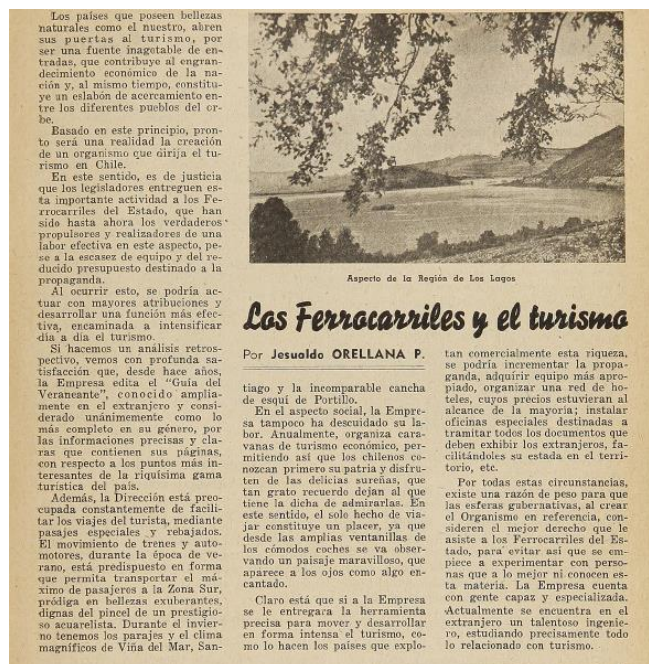 Los países que poseen bellezas
naturales como el nuestro, abren
sus puertas al turismo, por
ser una fuente inagotable de en-
tradas, que contribuye al engran-
decimiento económico de la na-
ción y, al mismo tiempo, constitu-
ye un eslabón de acercamiento en-
tre los diferentes pueblos del or-
be.
Basado en este principio, pron-
to será una realidad la creación
de un organismo que dirija el tu-
rismo en Chile.
En este sentido, es de justicia
que los legisladores entreguen es-
ta importante actividad a los Fe-
rrocarriles del Estado, que han
sido hasta ahora los verdaderos
propulsores y realizadores de una
labor efectiva en este aspecto, pe-
se a la escasez de equipo y del re-
ducido presupuesto destinado a la
propaganda.
Al ocurrir esto, se podría ac-
tuar con mayores atribuciones y
desarrollar una función más efec-
tiva, encaminada a intensificar
día a día el turismo.
Si hacemos un análisis retros-
pectivo, vemos con profunda sa-
tisfacción que, desde hace años,
la Empresa edita el "Guía del
Veraneante", conocido amplia-
mente en el extranjero y consi-
derado unánimemente como lo
más completo en su género, por
las informaciones precisas y cla-
ras que contienen sus páginas,
con respecto a los puntos más in-
teresantes de la riquísima gama
turística del país.
Además, la Dirección está preo-
cupada constantemente de facili-
tar los viajes del turista, mediante
pasajes especiales y rebajados.
El movimiento de trenes y auto-
motores, durante la época de ve-
rano, está predispuesto en forma
que permita transportar el má-
ximo de pasajeros a la Zona Sur,
pródiga en bellezas exuberantes,
dignas del pincel de un prestigio-
so acuarelista. Durante el invier-
no tenemos los parajes y el clima
magníficos de Viña del Mar, San-
Aspecto de la Región de Los Lagos
Los Ferrocarriles y el turismo
Por Jesualdo ORELLANA P.
tiago y la incomparable cancha
de esquí de Portillo.
En el aspecto social, la Empre-
sa tampoco ha descuidado su la-
bor. Anualmente, organiza cara-
vanas de turismo económico, per-
mitiendo así que los chilenos co-
nozcan primero su patria y disfru-
ten de las delicias sureñas, que
tan grato recuerdo dejan al que
tiene la dicha de admirarlas. En
este sentido, el solo hecho de via-
jar constituye un placer, ya que
desde las amplias ventanillas de
los cómodos coches se va obser-
vando un paisaje maravilloso, que
aparece a los ojos como algo en-
cantado.
Claro está que si a la Empresa
se le entregara la herramienta
precisa para mover y desarrollar
en forma intensa el turismo, co-
mo lo hacen los países que explo-
tan comercialmente esta riqueza,
se podría incrementar la propa-
ganda, adquirir equipo más apro-
piado, organizar una red de ho-
teles, cuyos precios estuvieran al
alcance de la mayoría; instalar
oficinas especiales destinadas a
tramitar todos los documentos que
deben exhibir los extranjeros, fa-
cilitándoles su estada en el terri-
torio, etc.
Por todas estas circunstancias,
existe una razón de peso para que
las esferas gubernativas, al crear
el Organismo en referencia, con-
sideren el mejor derecho que le
asiste a los Ferrocarriles del Es-
tado, para evitar así que se em-
piece a experimentar con perso-
nas que a lo mejor ni conocen es-
ta materia. La Empresa cuenta
con gente capaz y especializada.
Actualmente se encuentra en el
extranjero un talentoso ingenie-
ro, estudiando precisamente todo
lo relacionado con turismo.